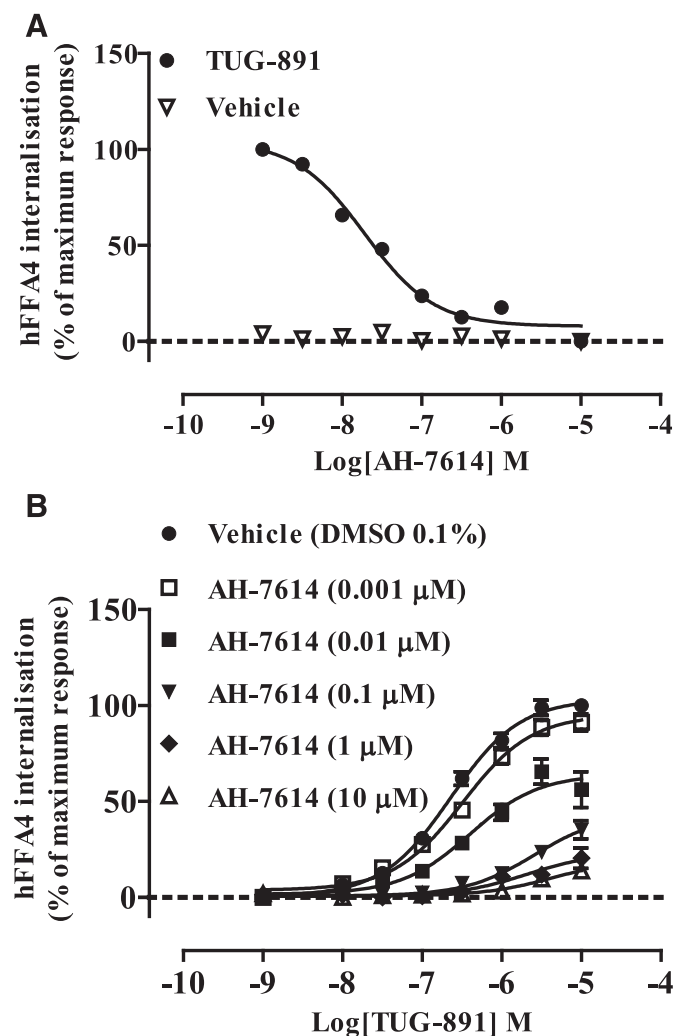 A
hFFA4 internalisation
(% of maximun response)
150
100
50
0
TUG-891
Vehicle
-10 -9 -8 -7 -6 -5 -4
Log[AH-7614] M
B
hFFA4 internalisation
(% of maximum response)
150
100
50
0
Vehicle (DMSO 0.1%)
AH-7614 (0.001 μM)
AH-7614 (0.01 μM)
AH-7614 (0.1 μM)
AH-7614 (1 μM)
AH-7614 (10 μM)
-10 -9 -8 -7 -6 -5 -4
Log[TUG-891] M